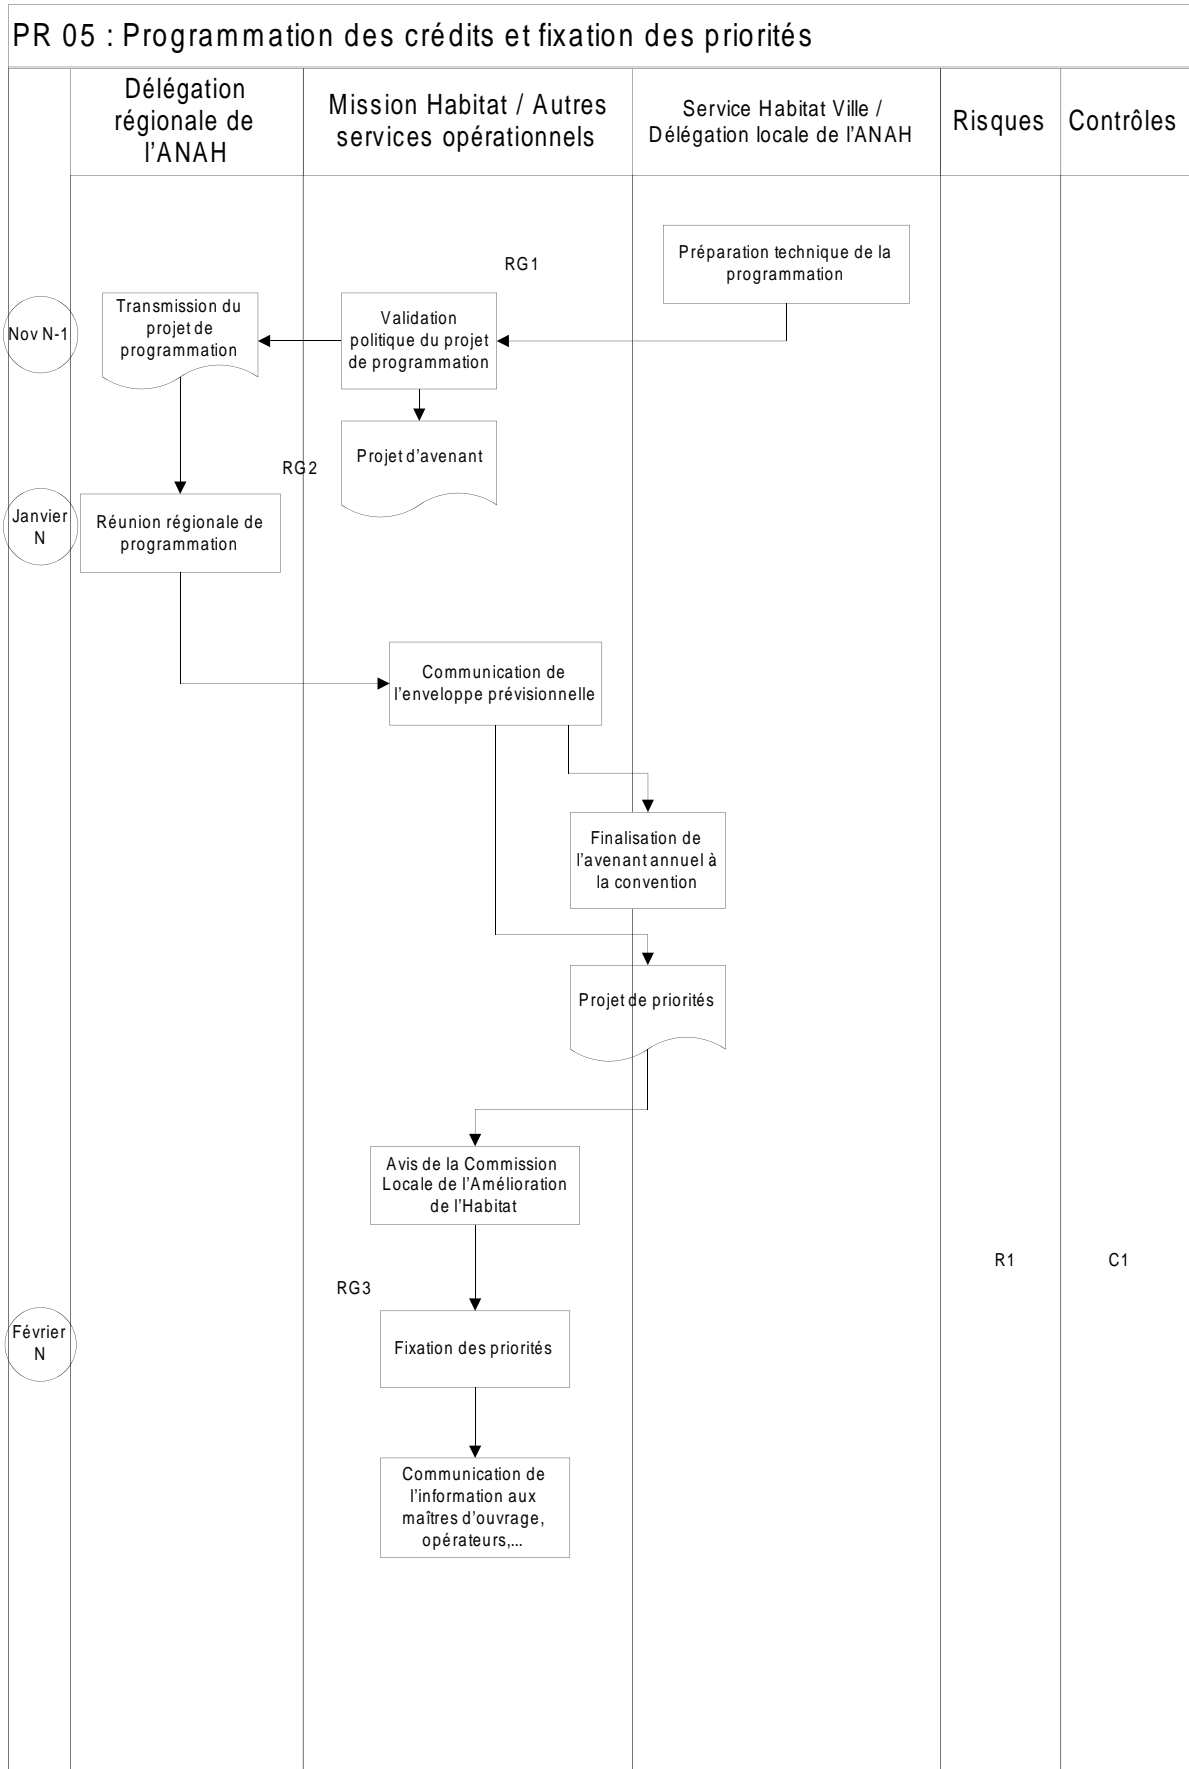 PR 05 : Programmation des crédits et fixation des priorités
Délégation
régionale de
l'ANAH
Mission Habitat / Autres
services opérationnels
Service Habitat Ville /
Délégation locale de l'ANAH
Risques
Contrôles
Préparation technique de la
programmation
RG1
Nov N-1
Transmission du
projet de
programmation
Validation
politique du projet
de programmation
Projet d'avenant
RG2
Janvier
N
Réunion régionale de
programmation
Communication de
l'enveloppe prévisionnelle
Finalisation de
l'avenant annuel à
la convention
Projet de priorités
Avis de la Commission
Locale de l'Amélioration
de l'Habitat
R1
C1
RG3
Février
N
Fixation des priorités
Communication de
l'information aux
maîtres d'ouvrage,
opérateurs,...